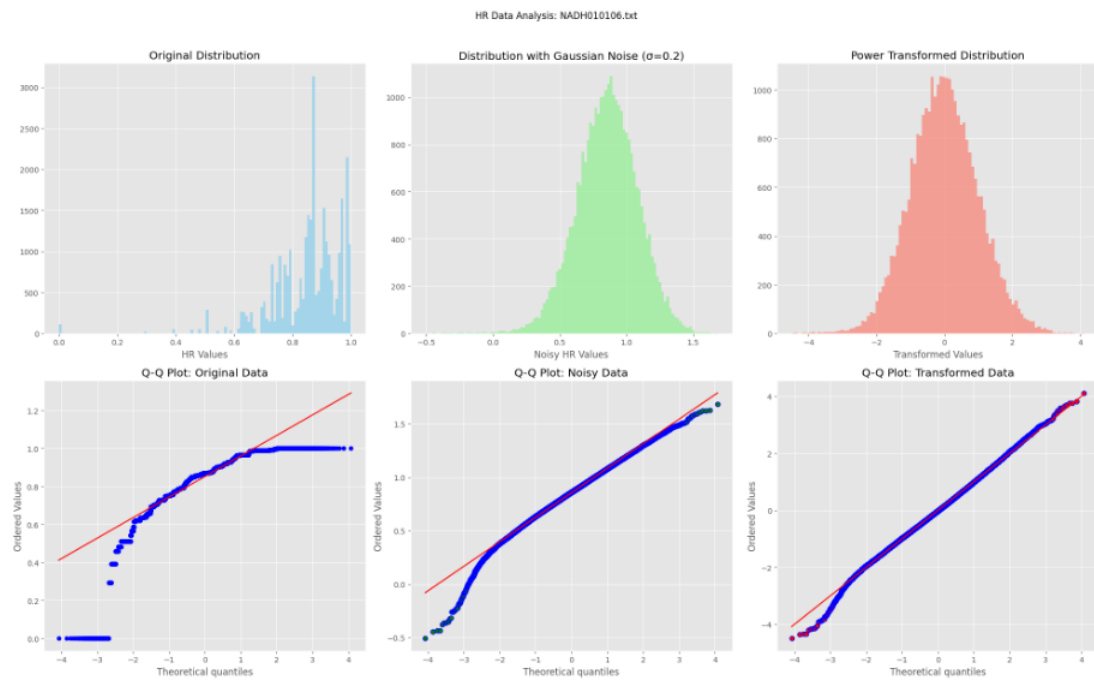 HR Data Analysis: NADH010106.txt
Original Distribution
Distribution with Gaussian Noise (σ=0.2)
Power Transformed Distribution
3000
2500
2000
1500
1000
500
0
0.0 0.2 0.4 0.6 0.8 1.0
HR Values
1000
800
600
400
200
0
−0.5 0.0 0.5 1.0 1.5
Noisy HR Values
1000
800
600
400
200
0
−4 −2 0 2 4
Transformed Values
Q-Q Plot: Original Data
Q-Q Plot: Noisy Data
Q-Q Plot: Transformed Data
Ordered Values
1.2
1.0
0.8
0.6
0.4
0.2
0.0
−4 −3 −2 −1 0 1 2 3 4
Theoretical quantiles
Ordered Values
1.5
1.0
0.5
0.0
−0.5
−4 −3 −2 −1 0 1 2 3 4
Theoretical quantiles
Ordered Values
4
2
0
−2
−4
−4 −3 −2 −1 0 1 2 3 4
Theoretical quantiles